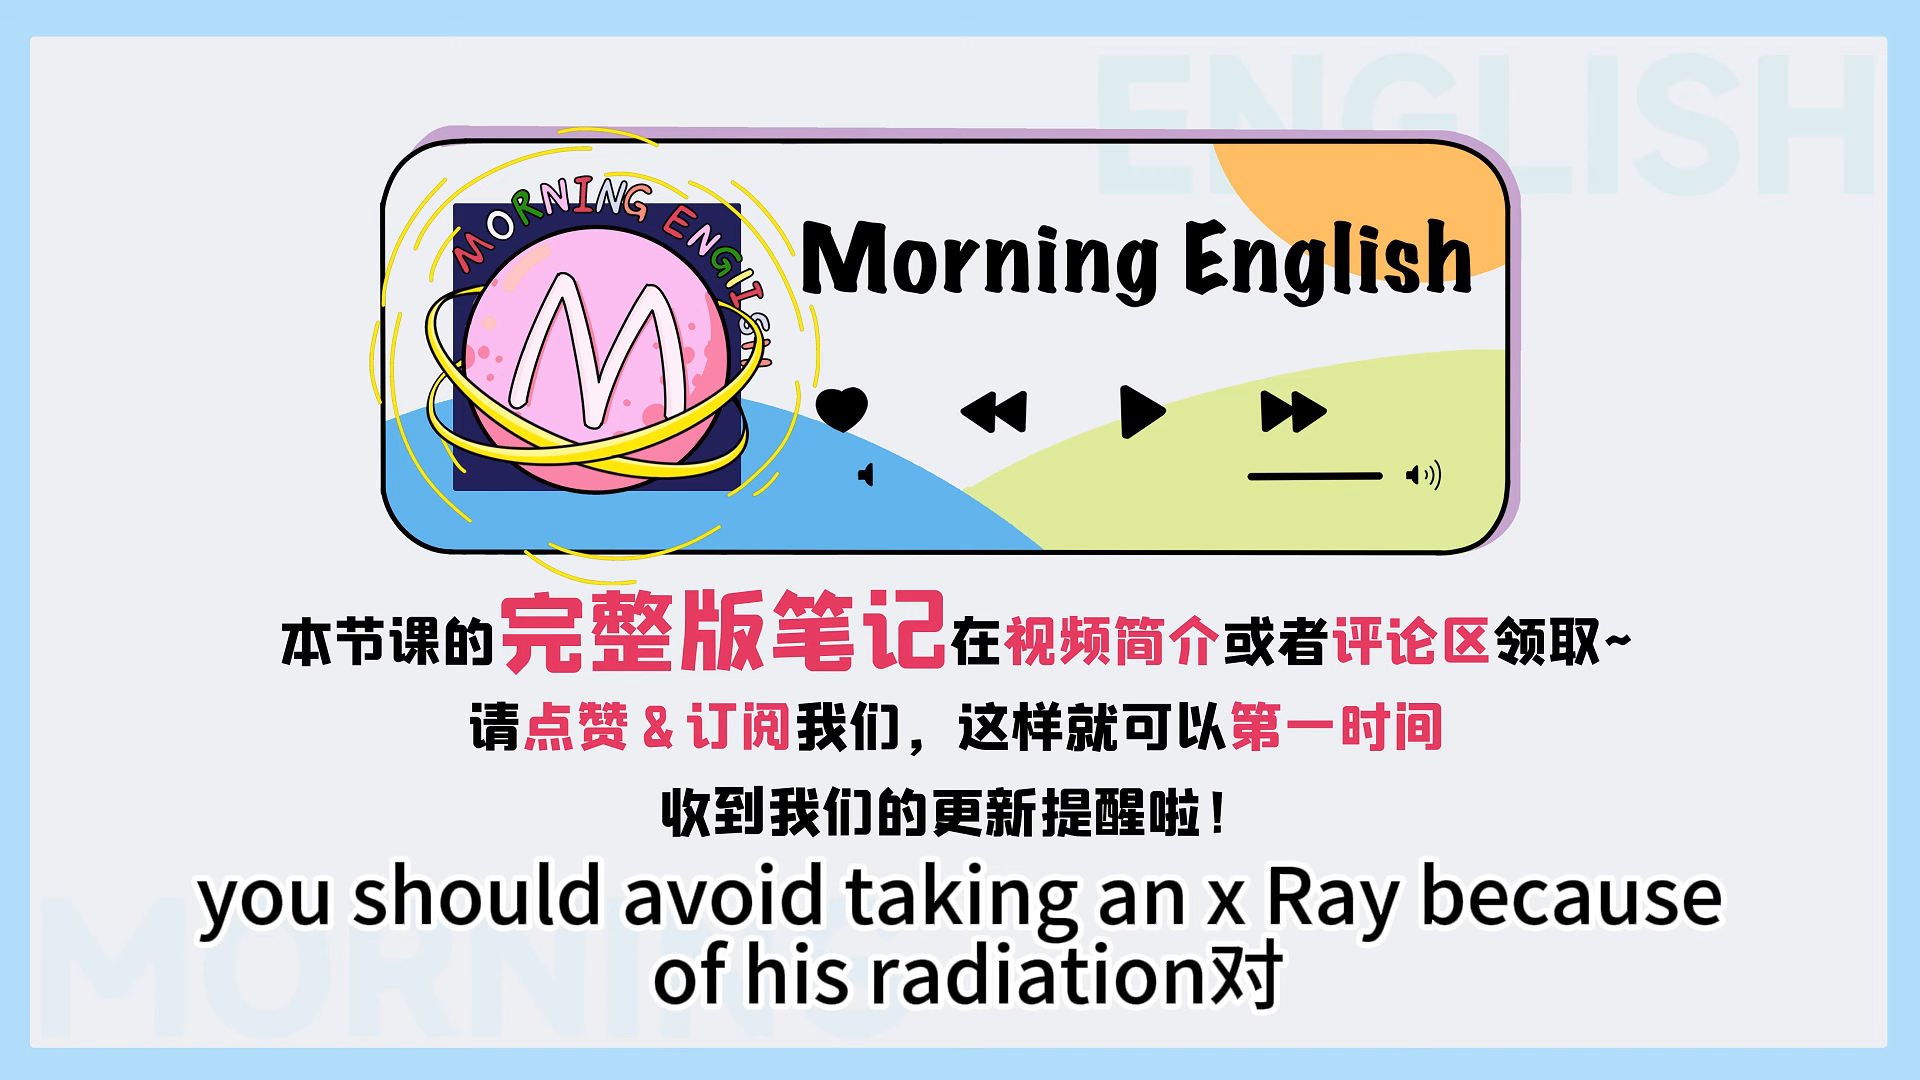 ENGLISH
MORNING ENGLISH
M
Morning English
本节课的完整版笔记在视频简介或者评论区领取~
请点赞&订阅我们，这样就可以第一时间
收到我们的更新提醒啦！
you should avoid taking an x Ray because
of his radiation对
MORNING